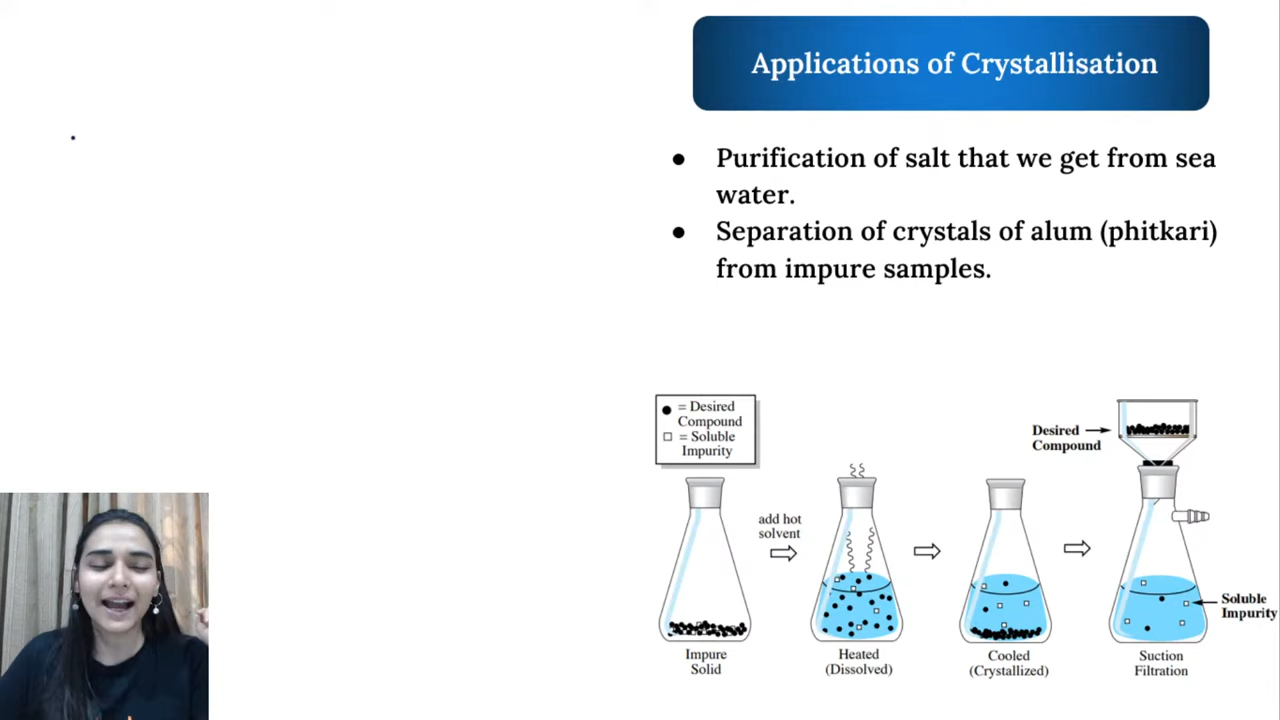 Applications of Crystallisation
● Purification of salt that we get from sea
water.
● Separation of crystals of alum (phitkari)
from impure samples.
= Desired
Compound
= Soluble
Impurity
add hot
solvent
Desired
Compound
Soluble
Impurity
Impure
Solid
Heated
(Dissolved)
Cooled
(Crystallized)
Suction
Filtration